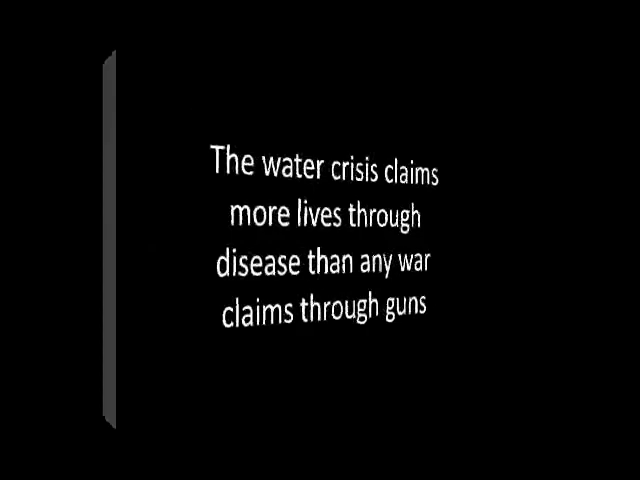 The water crisis claims
more lives through
disease than any war
claims through guns